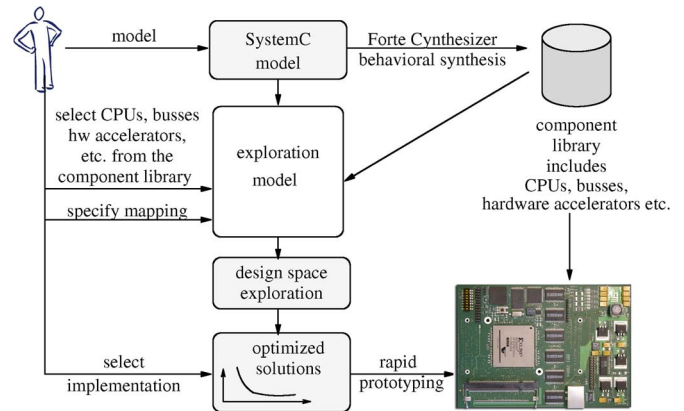 model
SystemC
model
Forte Cynthesizer
behavioral synthesis
select CPUs, busses
hw accelerators,
etc. from the
component library
specify mapping
exploration
model
component
library
includes
CPUs, busses,
hardware accelerators etc.
design space
exploration
select
implementation
optimized
solutions
rapid
prototyping
XILINX